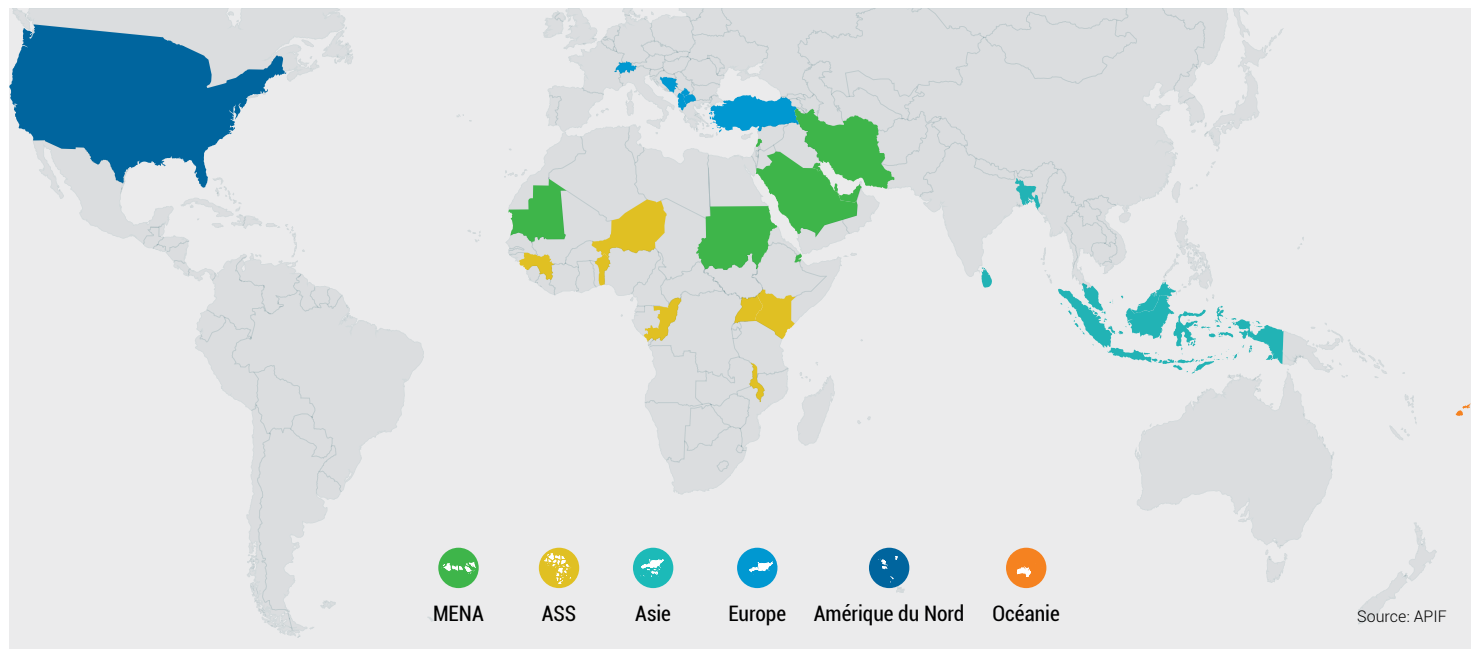 MENA
ASS
Asie
Europe
Amérique du Nord
Océanie
Source: APIF